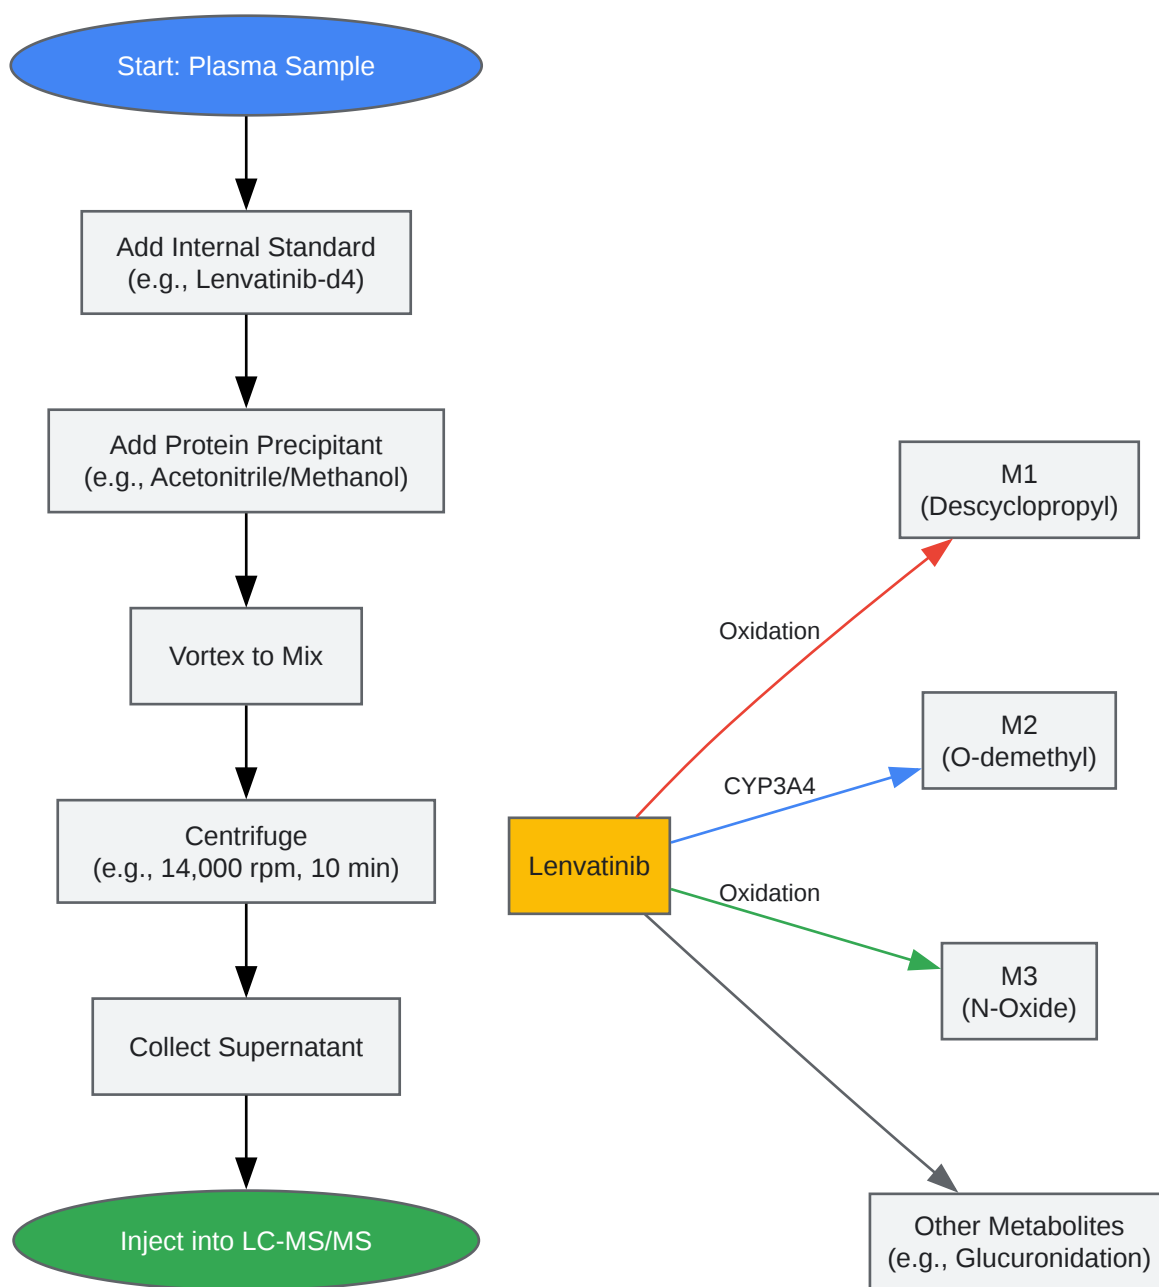 Start: Plasma Sample
Add Internal Standard
(e.g., Lenvatinib-d4)
Add Protein Precipitant
(e.g., Acetonitrile/Methanol)
Vortex to Mix
Centrifuge
(e.g., 14,000 rpm, 10 min)
Collect Supernatant
Inject into LC-MS/MS
Lenvatinib
Oxidation
M1
(Descyclopropyl)
CYP3A4
M2
(O-demethyl)
Oxidation
M3
(N-Oxide)
Other Metabolites
(e.g., Glucuronidation)